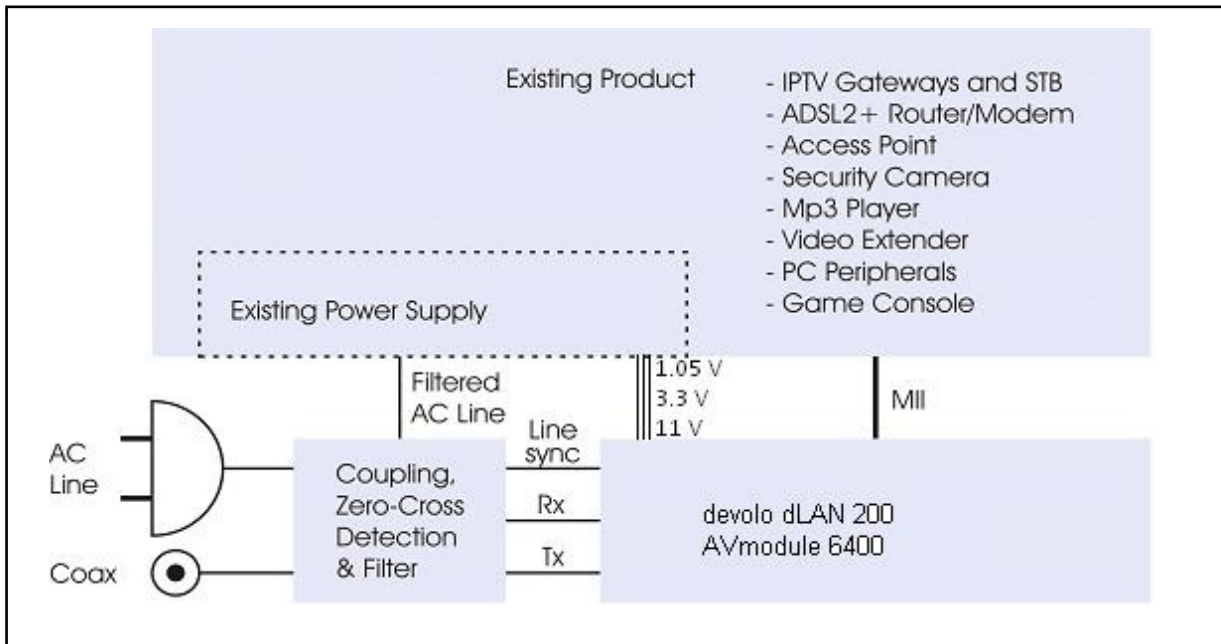 Existing Product
- IPTV Gateways and STB
- ADSL2+ Router/Modem
- Access Point
- Security Camera
- Mp3 Player
- Video Extender
- PC Peripherals
- Game Console
Existing Power Supply
Filtered
AC Line
1.05 V
3.3 V
11 V
MII
AC
Line
Coax
Coupling,
Zero-Cross
Detection
& Filter
Line
sync
Rx
Tx
devolo dLAN 200
AVmodule 6400